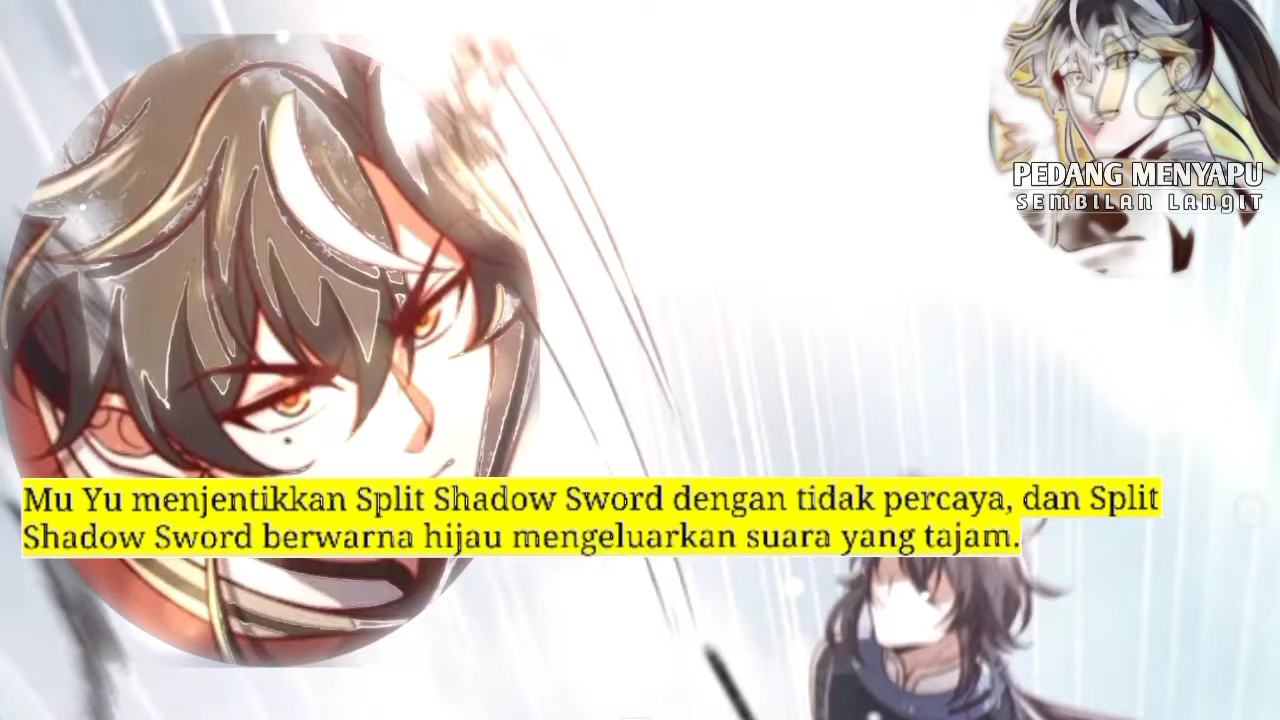 PEDANG MENYAPU
SEMBILAN LANGIT
Mu Yu menjentikkan Split Shadow Sword dengan tidak percaya, dan Split
Shadow Sword berwarna hijau mengeluarkan suara yang tajam.